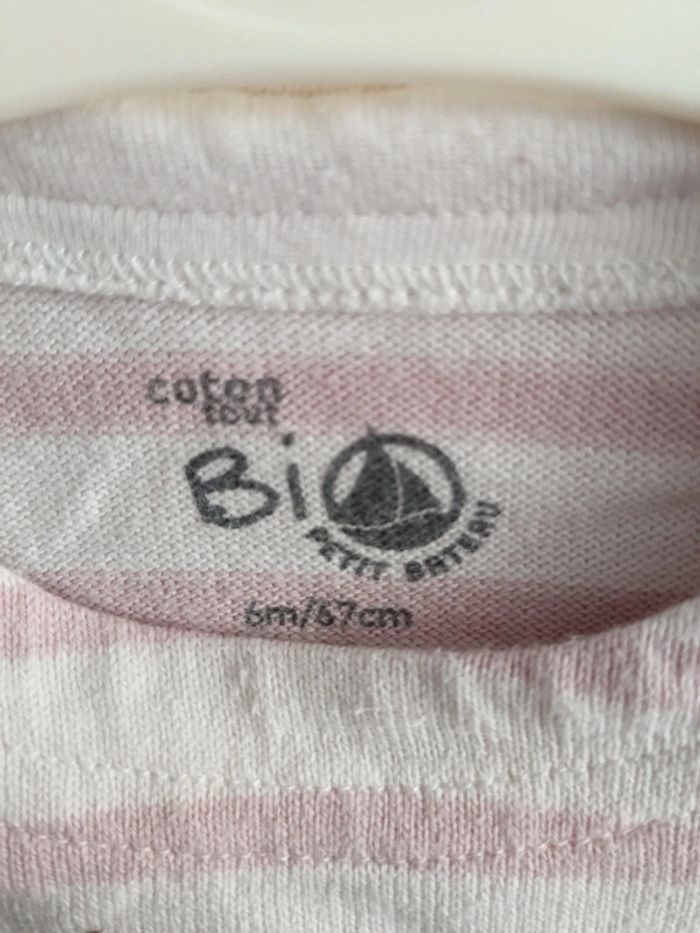 coton
tout
BiO
PETIT BATEAU
6m/67cm